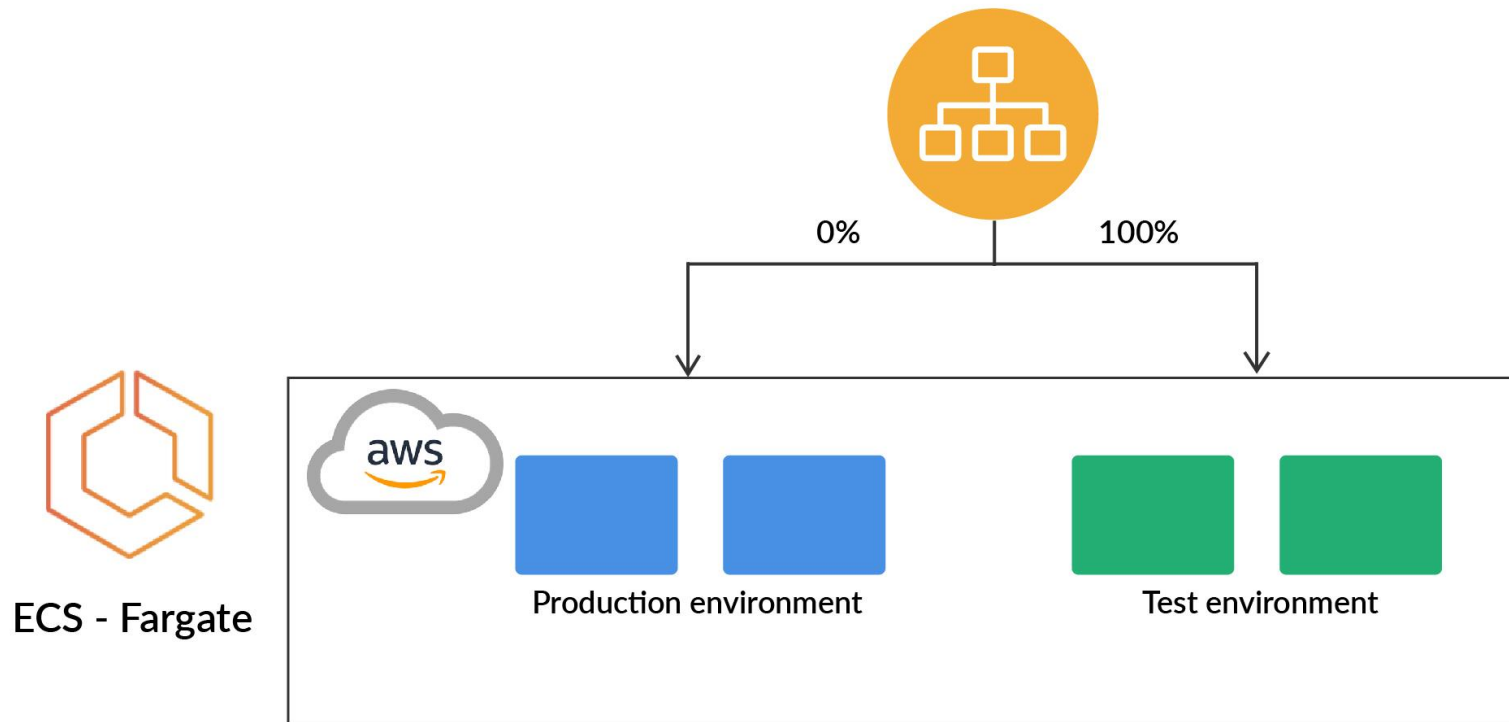 0%
100%
aws
Production environment
Test environment
ECS - Fargate